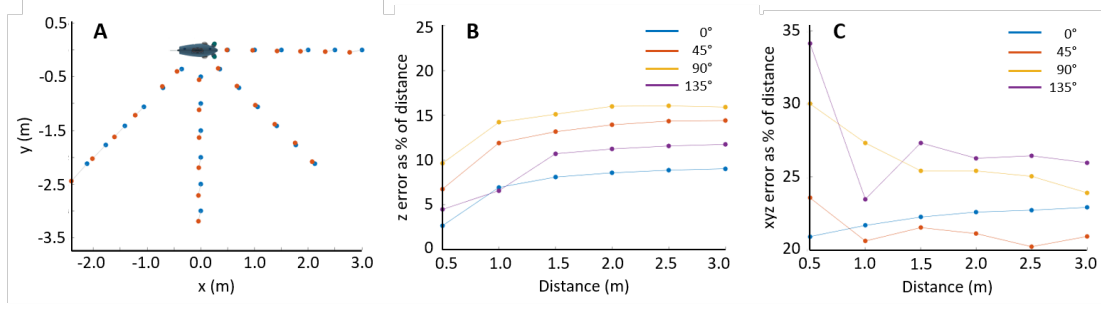 A
0.5
-0.5
-1.5
-2.5
-3.5
y (m)
-2.0 -1.0 0.0 1.0 2.0 3.0
x (m)
B
0°
45°
90°
135°
25
20
15
10
5
0
z error as % of distance
0.5 1.0 1.5 2.0 2.5 3.0
Distance (m)
C
0°
45°
90°
135°
35
30
25
20
xyz error as % of distance
0.5 1.0 1.5 2.0 2.5 3.0
Distance (m)